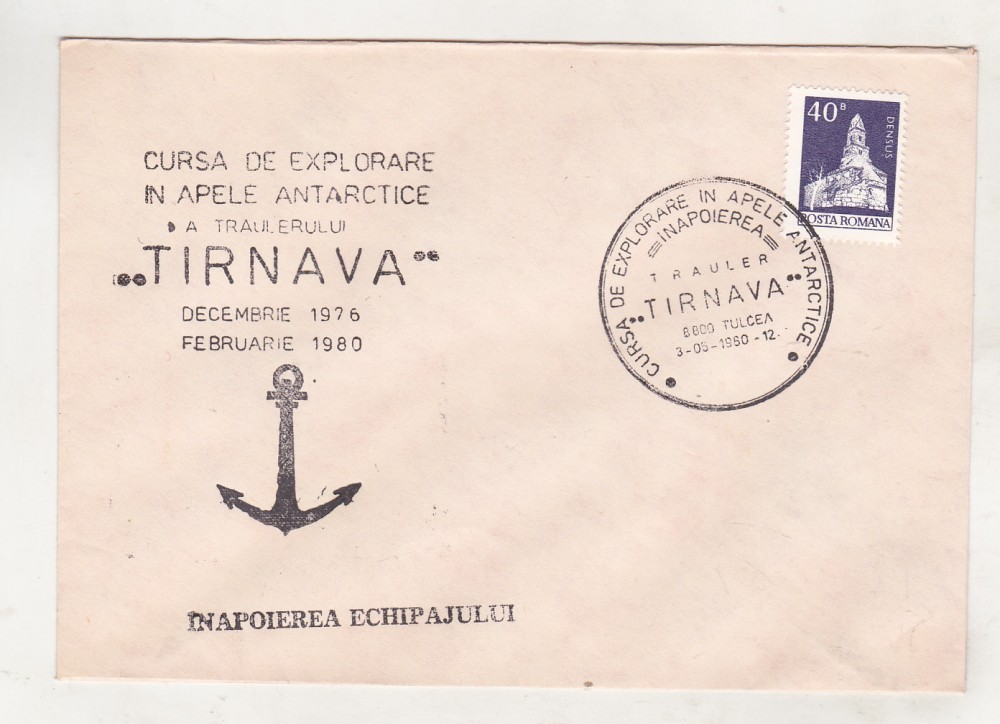 CURSA DE EXPLORARE
IN APELE ANTARCTICE
A TRAULERULUI
„TIRNAVA“
DECEMBRIE 1976
FEBRUARIE 1980
INAPOIEREA ECHIPAJULUI
40 B
DENSUS
POSTA ROMANA
CURSA DE EXPLORARE IN APELE ANTARCTICE
INAPOIEREA
TRAULER
„TIRNAVA“
8800 TULCEA
3-05-1980-12